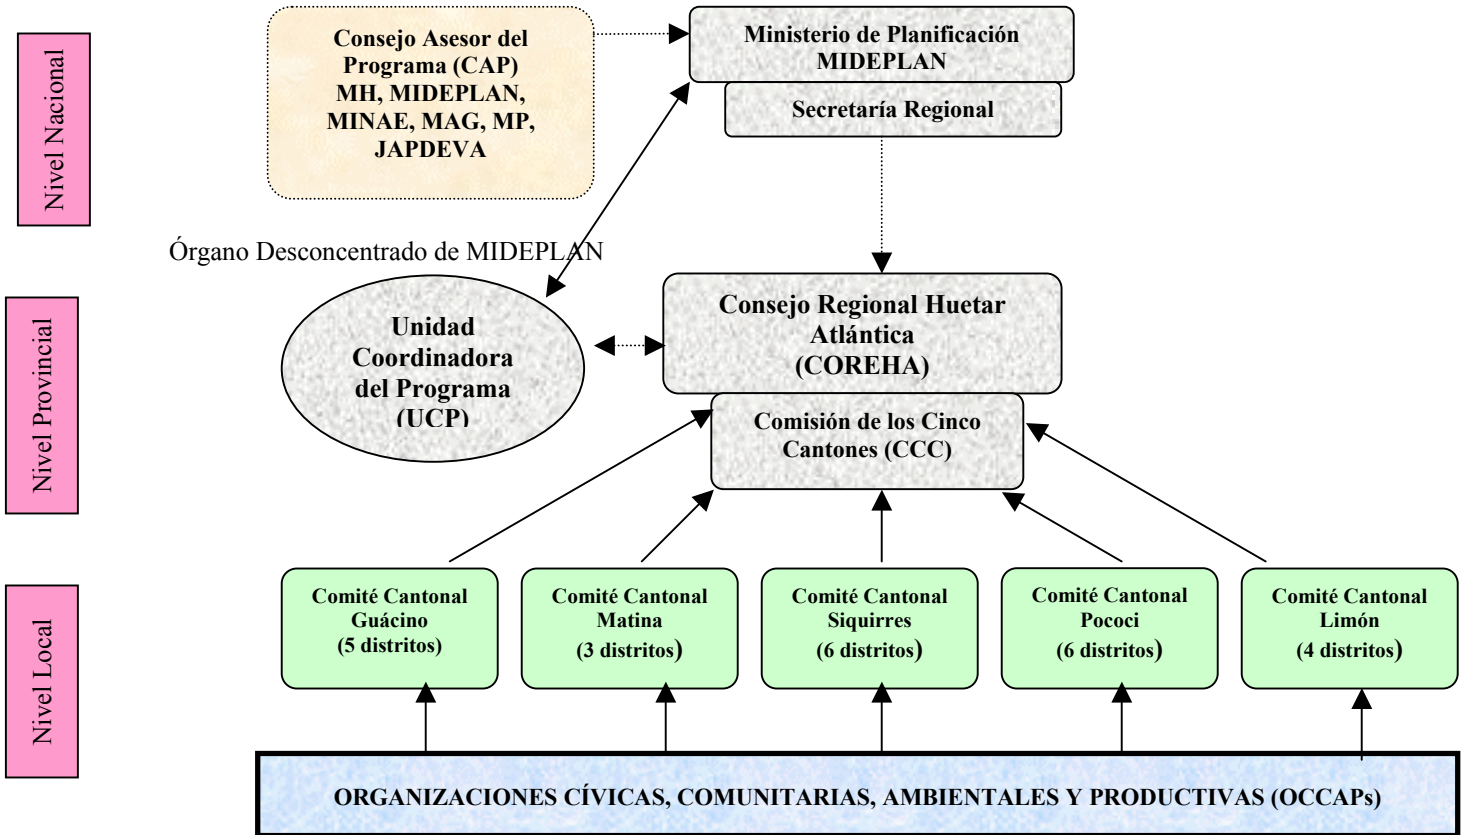 Nivel Nacional
Consejo Asesor del
Programa (CAP)
MH, MIDEPLAN,
MINAE, MAG, MP,
JAPDEVA
Ministerio de Planificación
MIDEPLAN
Secretaría Regional
Órgano Desconcentrado de MIDEPLAN
Nivel Provincial
Unidad
Coordinadora
del Programa
(UCP)
Consejo Regional Huetar
Atlántica
(COREHA)
Comisión de los Cinco
Cantones (CCC)
Nivel Local
Comité Cantonal
Guácino
(5 distritos)
Comité Cantonal
Matina
(3 distritos)
Comité Cantonal
Siquirres
(6 distritos)
Comité Cantonal
Pococi
(6 distritos)
Comité Cantonal
Limón
(4 distritos)
ORGANIZACIONES CÍVICAS, COMUNITARIAS, AMBIENTALES Y PRODUCTIVAS (OCCAPs)